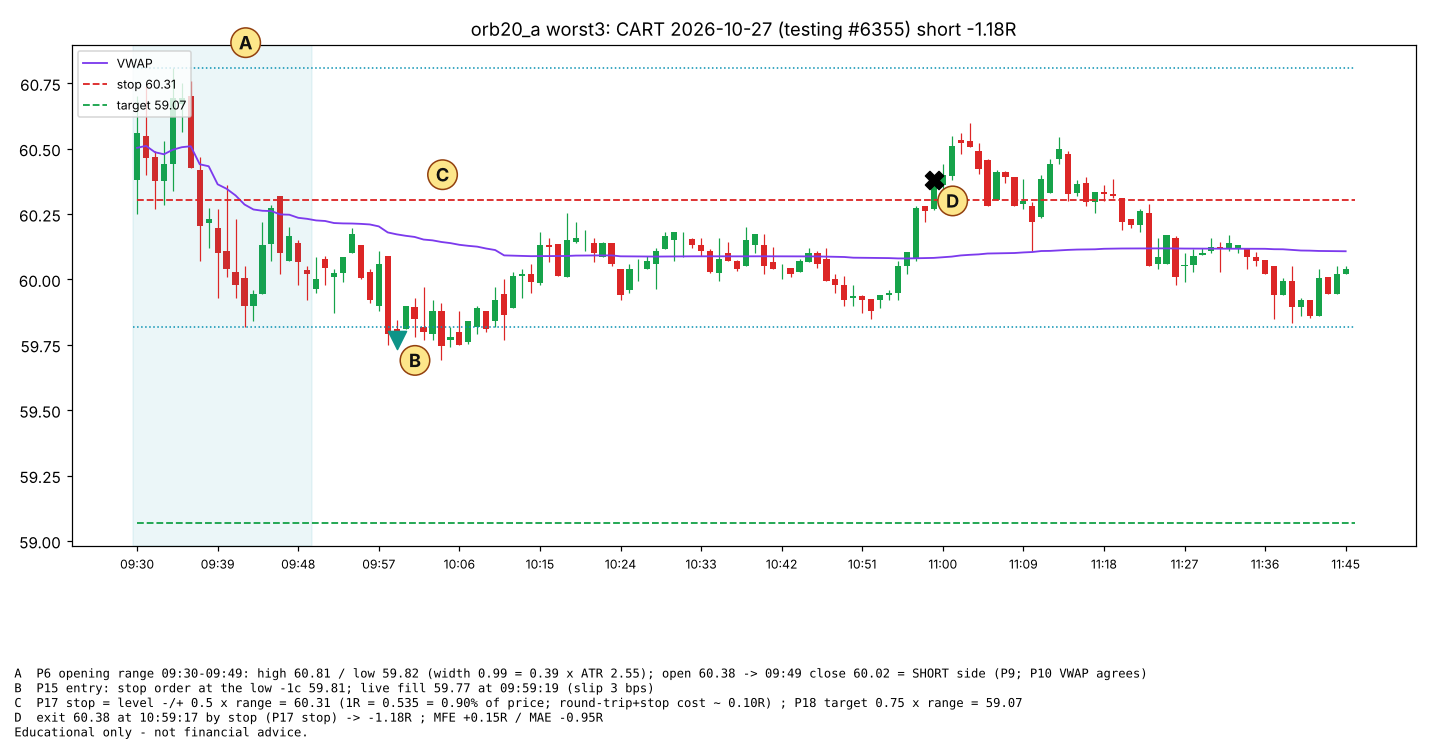 orb20_a worst3: CART 2026-10-27 (testing #6355) short -1.18R
A
VWAP
stop 60.31
target 59.07
60.75
60.50
60.25
60.00
59.75
59.50
59.25
59.00
C
D
B
09:30 09:39 09:48 09:57 10:06 10:15 10:24 10:33 10:42 10:51 11:00 11:09 11:18 11:27 11:36 11:45
A  P6 opening range 09:30-09:49: high 60.81 / low 59.82 (width 0.99 = 0.39 x ATR 2.55); open 60.38 -> 09:49 close 60.02 = SHORT side (P9; P10 VWAP agrees)
B  P15 entry: stop order at the low -1c 59.81; live fill 59.77 at 09:59:19 (slip 3 bps)
C  P17 stop = level -/+ 0.5 x range = 60.31 (1R = 0.535 = 0.90% of price; round-trip+stop cost ~ 0.10R) ; P18 target 0.75 x range = 59.07
D  exit 60.38 at 10:59:17 by stop (P17 stop) -> -1.18R ; MFE +0.15R / MAE -0.95R
Educational only - not financial advice.